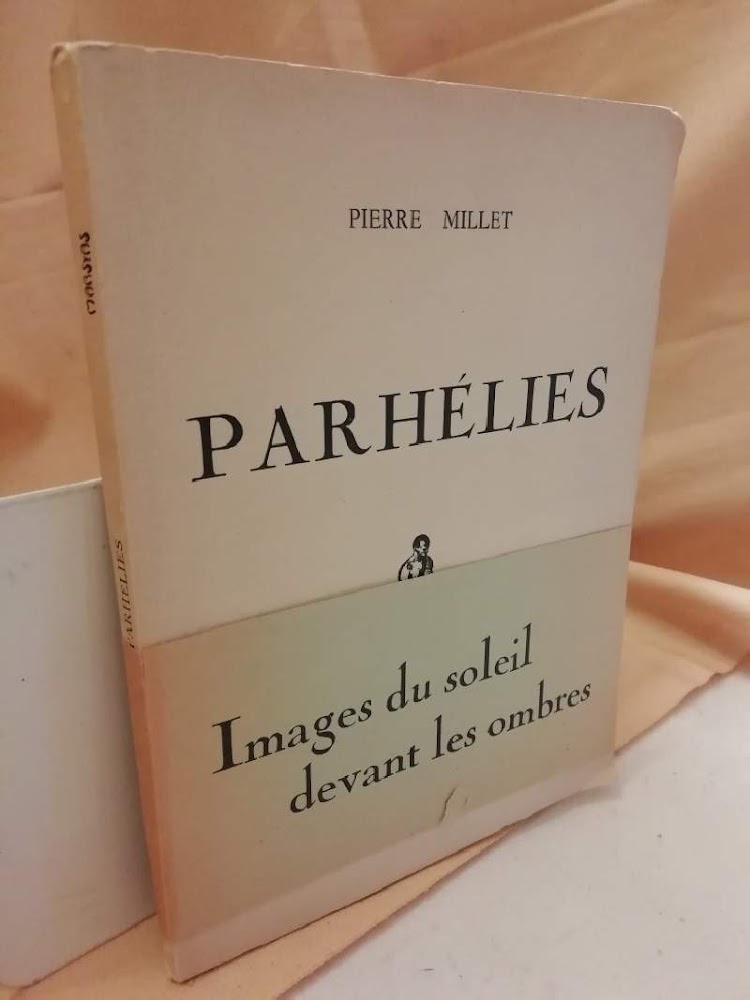 PIERRE MILLET
PARHÉLIES
Images du soleil
devant les ombres
PARHÉLIES